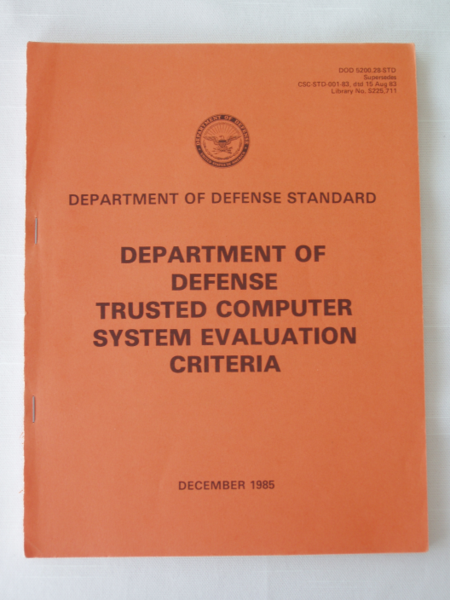 DOD 5200.28-STD
Supersedes
CSC-STD-001-83, dtd 15 Aug 83
Library No. S225,711
DEPARTMENT OF DEFENSE STANDARD
DEPARTMENT OF
DEFENSE
TRUSTED COMPUTER
SYSTEM EVALUATION
CRITERIA
DECEMBER 1985